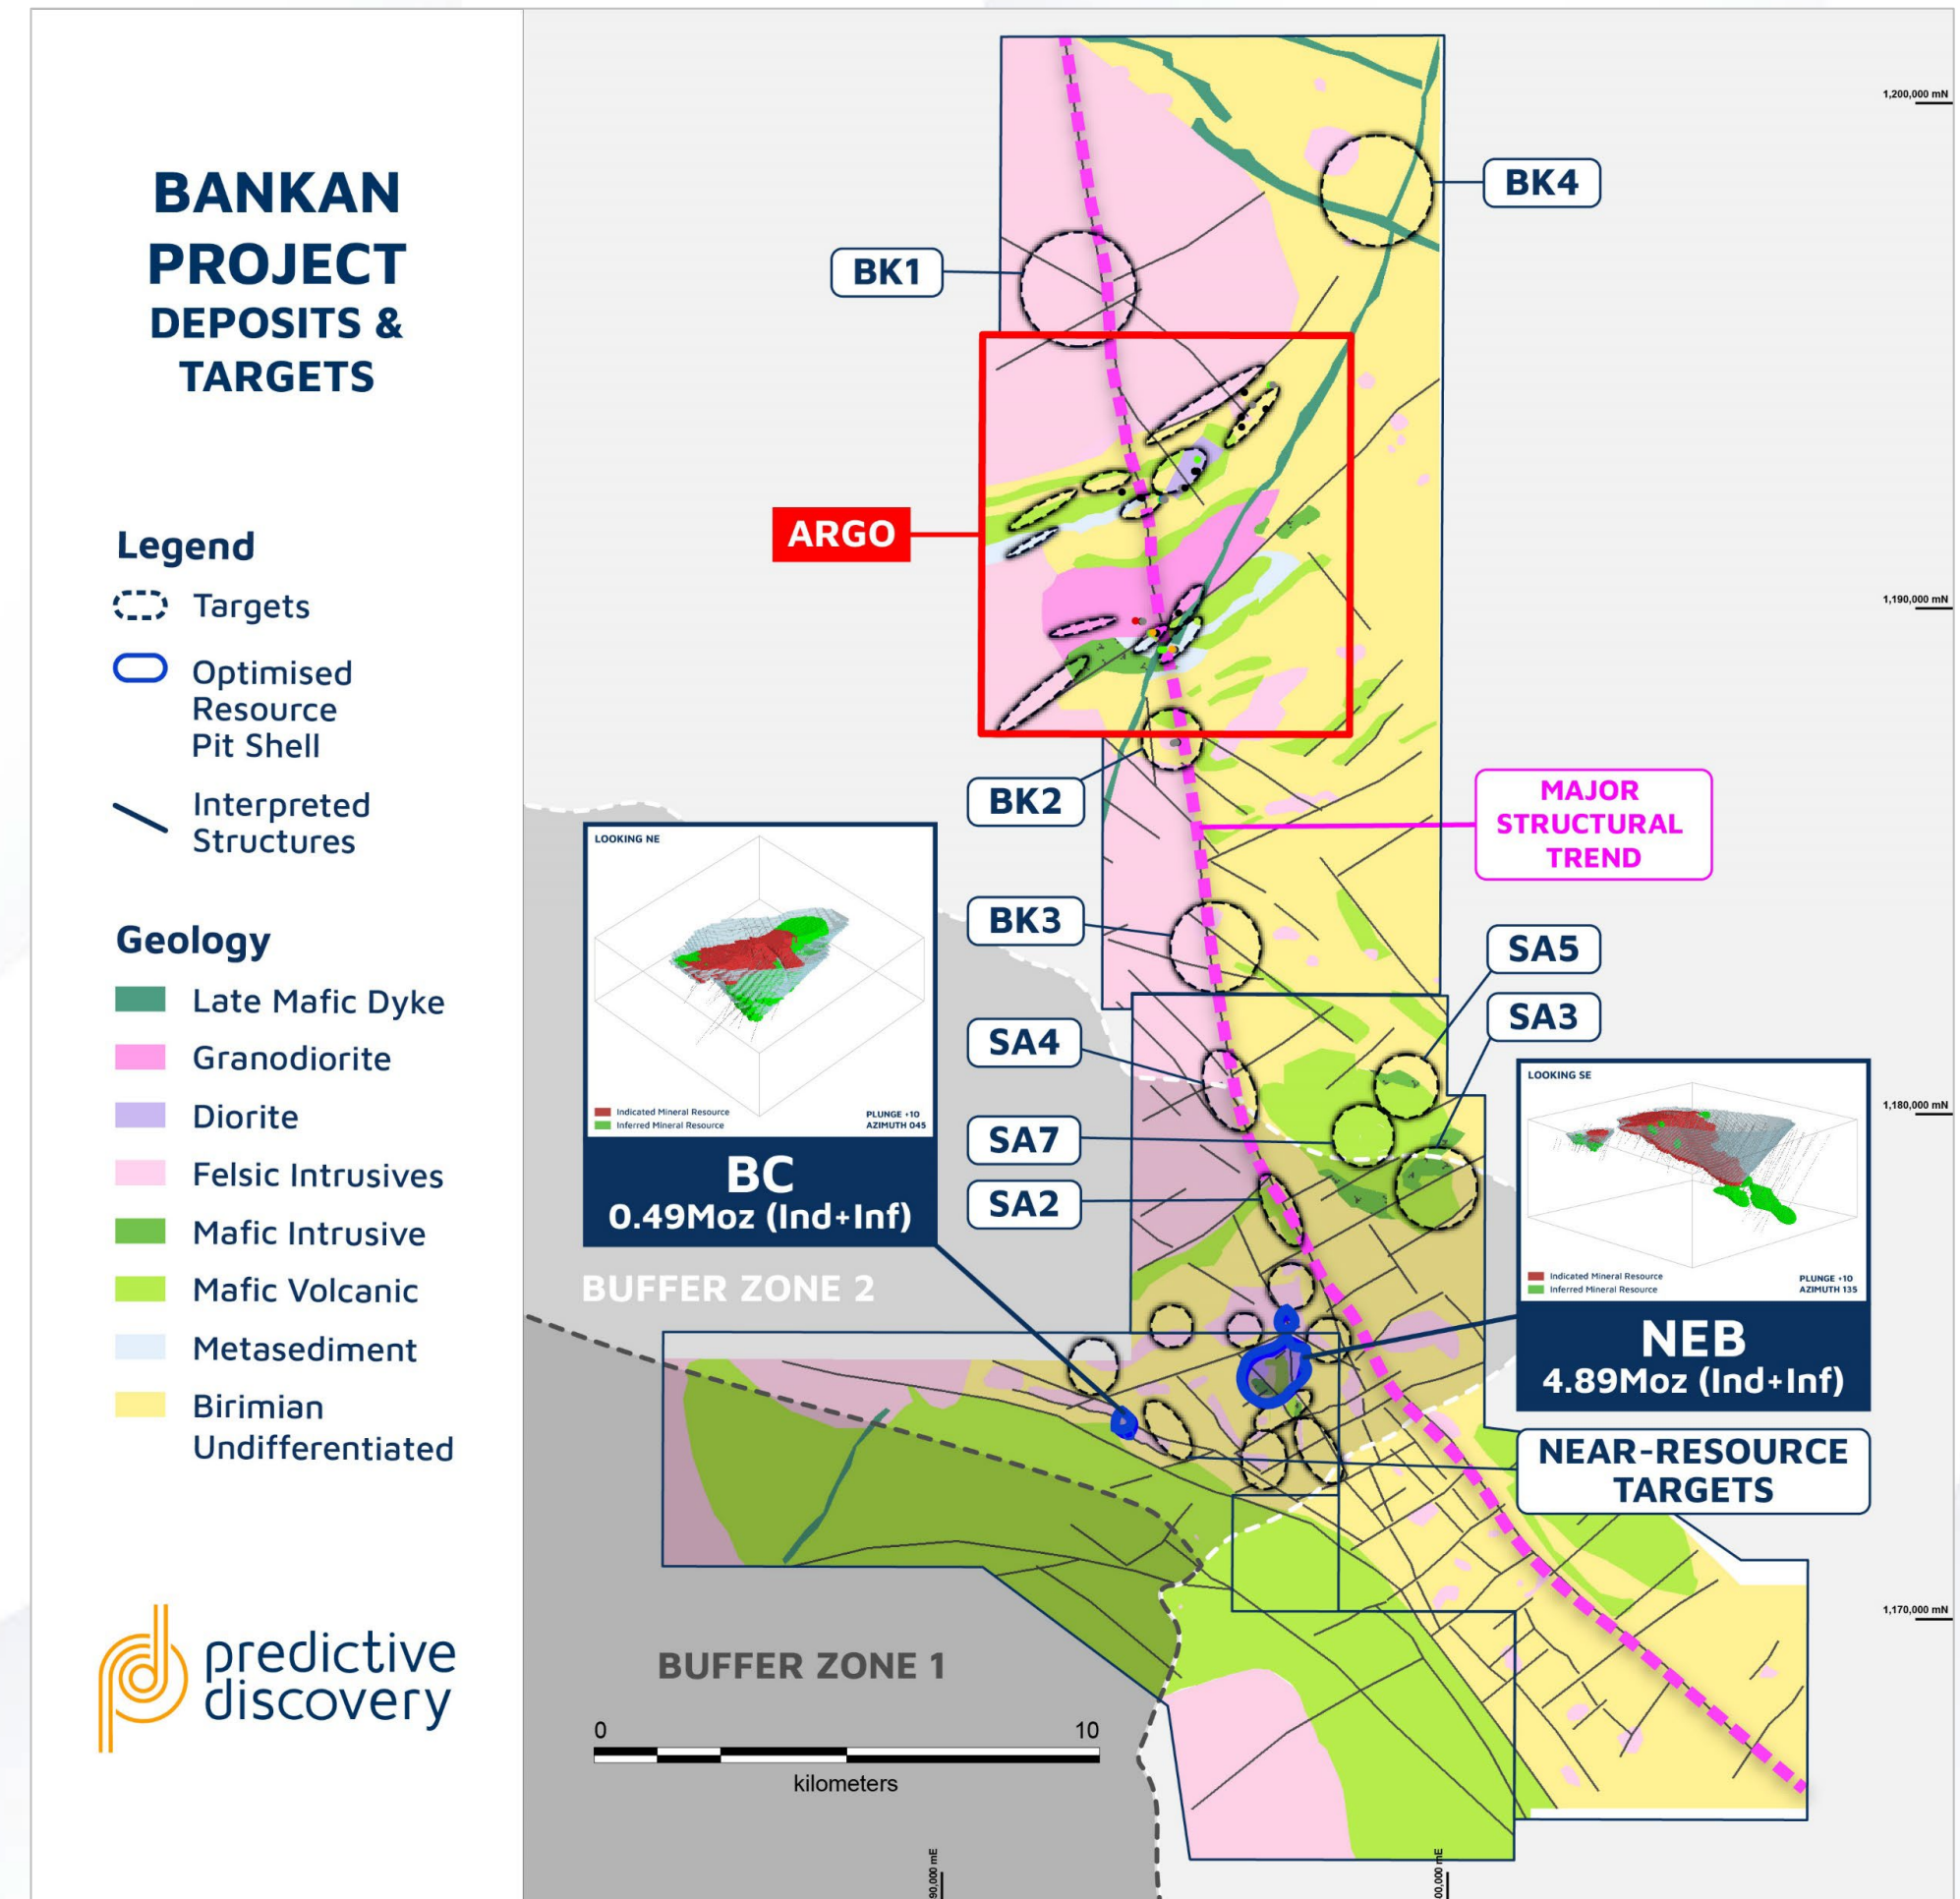 BANKAN
PROJECT
DEPOSITS &
TARGETS
Legend
Targets
Optimised
Resource
Pit Shell
Interpreted
Structures
Geology
Late Mafic Dyke
Granodiorite
Diorite
Felsic Intrusives
Mafic Intrusive
Mafic Volcanic
Metasediment
Birimian
Undifferentiated
predictive
discovery
1,200,000 mN
BK4
BK1
ARGO
1,190,000 mN
BK2
MAJOR
STRUCTURAL
TREND
BK3
SA5
SA3
SA4
SA7
SA2
1,180,000 mN
LOOKING NE
Indicated Mineral Resource
Inferred Mineral Resource
PLUNGE +10
AZIMUTH 045
BC
0.49Moz (Ind+Inf)
LOOKING SE
Indicated Mineral Resource
Inferred Mineral Resource
PLUNGE +10
AZIMUTH 135
NEB
4.89Moz (Ind+Inf)
BUFFER ZONE 2
NEAR-RESOURCE
TARGETS
1,170,000 mN
BUFFER ZONE 1
0 10
kilometers